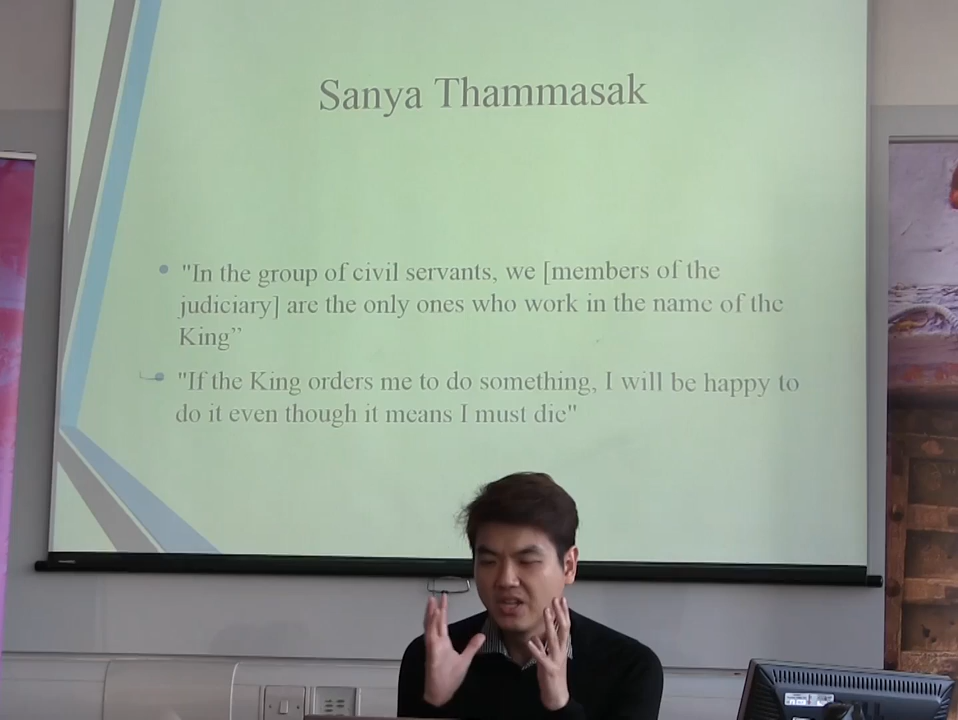 Sanya Thammasak
"In the group of civil servants, we [members of the
judiciary] are the only ones who work in the name of the
King”
"If the King orders me to do something, I will be happy to
do it even though it means I must die"